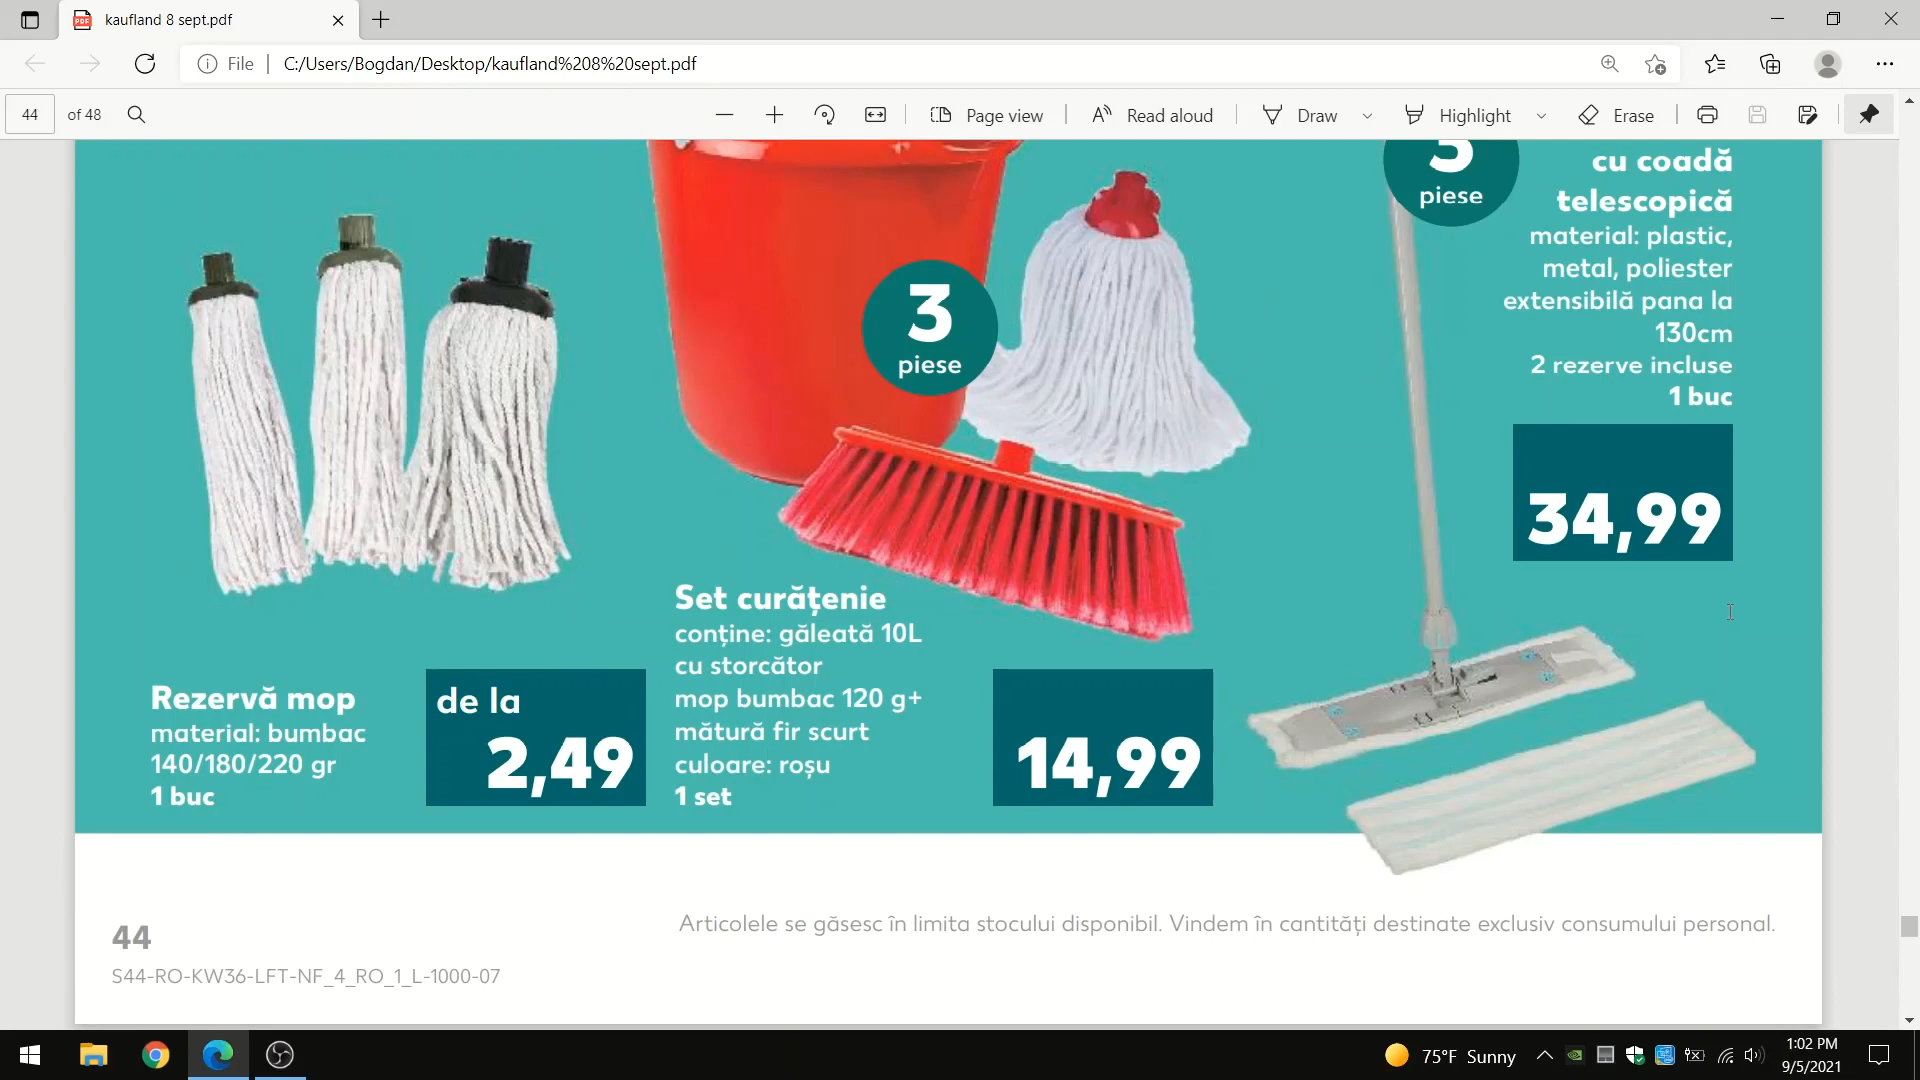 kaufland 8 sept.pdf
File
C:/Users/Bogdan/Desktop/kaufland%208%20sept.pdf
44 of 48
Page view
Read aloud
Draw
Highlight
Erase
3
piese
cu coadă
telescopică
material: plastic,
metal, poliester
extensibilă pana la
130cm
2 rezerve incluse
1 buc
34,99
3
piese
Set curățenie
conține: găleată 10L
cu storcător
mop bumbac 120 g+
mătură fir scurt
culoare: roșu
1 set
14,99
Rezervă mop
material: bumbac
140/180/220 gr
1 buc
de la
2,49
44
Articolele se găsesc în limita stocului disponibil. Vindem în cantități destinate exclusiv consumului personal.
S44-RO-KW36-LFT-NF_4_RO_1_L-1000-07
75°F Sunny
1:02 PM
9/5/2021